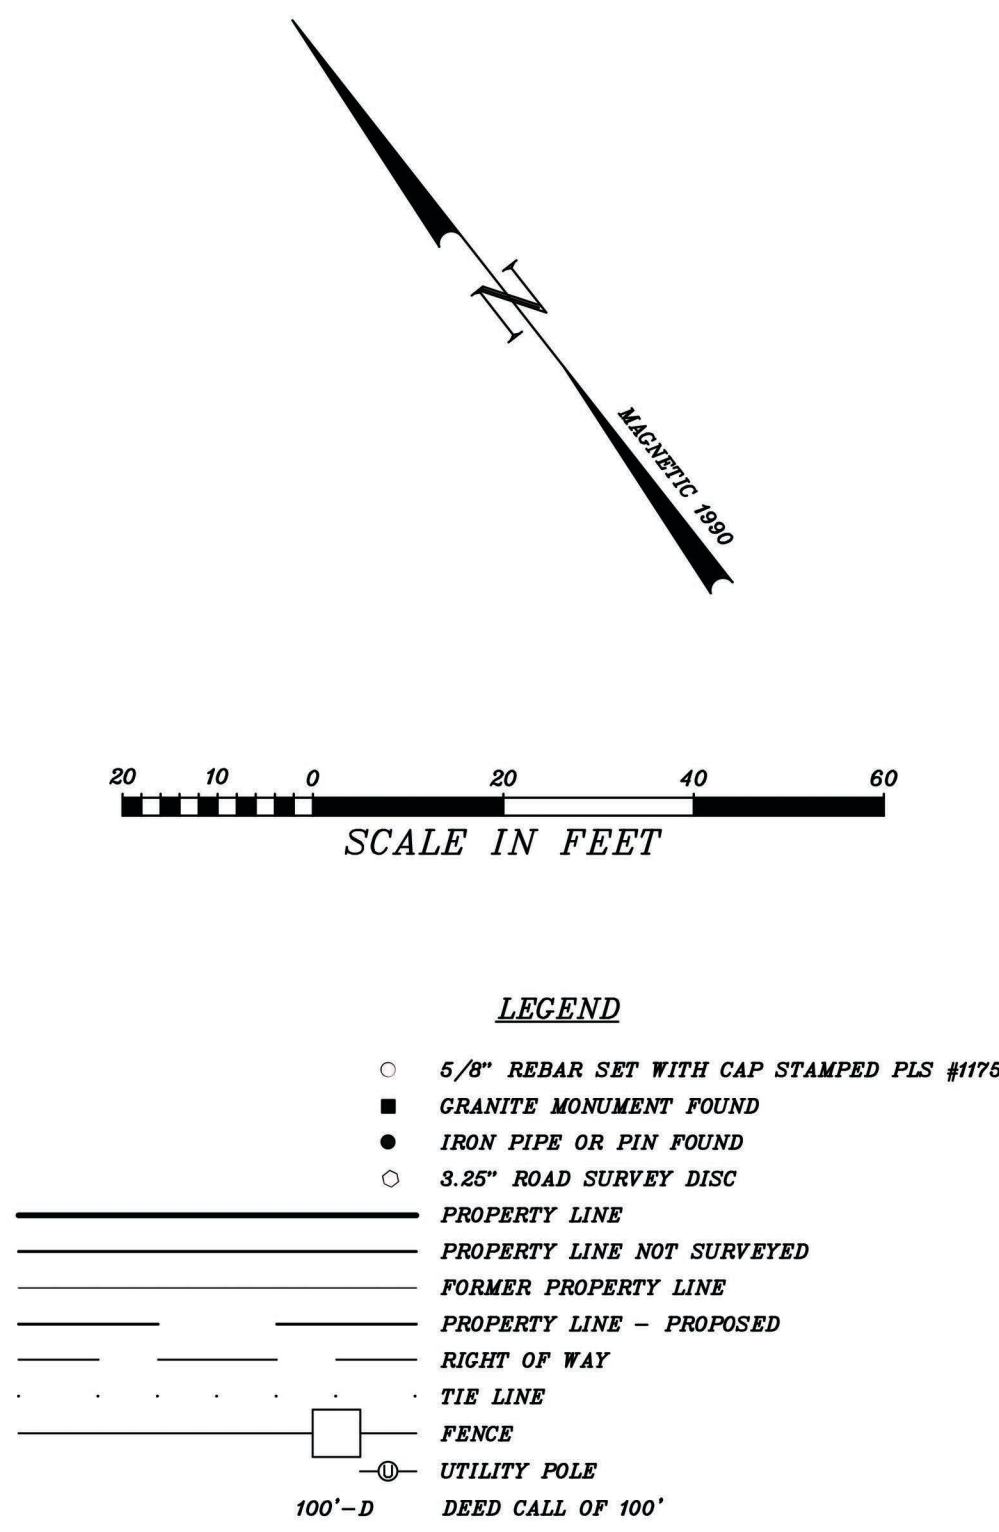 N
MAGNETIC 1990
20 10 0 20 40 60
SCALE IN FEET
LEGEND
5/8" REBAR SET WITH CAP STAMPED PLS #1175
GRANITE MONUMENT FOUND
IRON PIPE OR PIN FOUND
3.25" ROAD SURVEY DISC
PROPERTY LINE
PROPERTY LINE NOT SURVEYED
FORMER PROPERTY LINE
PROPERTY LINE – PROPOSED
RIGHT OF WAY
TIE LINE
FENCE
U UTILITY POLE
100'–D DEED CALL OF 100'